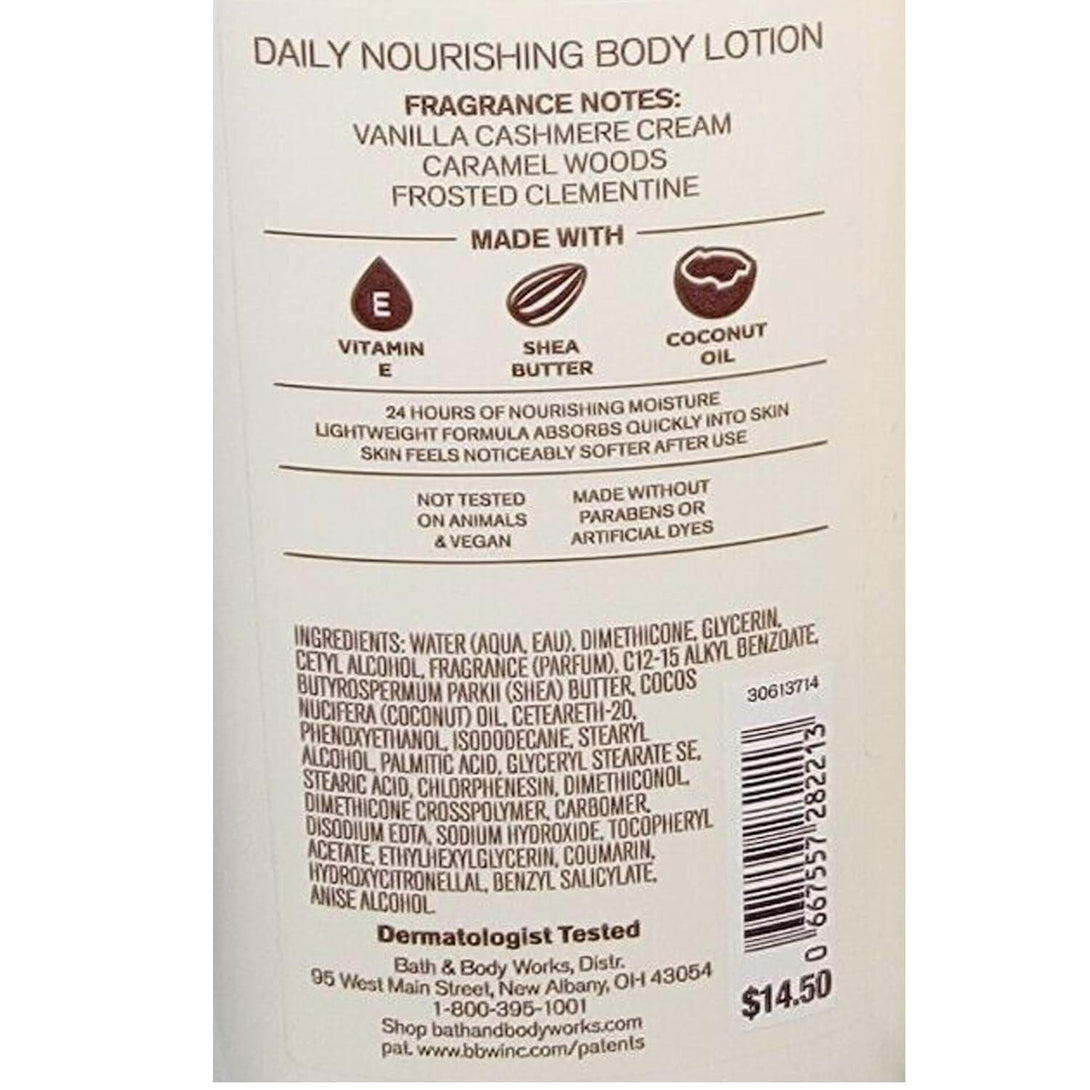 DAILY NOURISHING BODY LOTION
FRAGRANCE NOTES:
VANILLA CASHMERE CREAM
CARAMEL WOODS
FROSTED CLEMENTINE
MADE WITH
E
VITAMIN
E
SHEA
BUTTER
COCONUT
OIL
24 HOURS OF NOURISHING MOISTURE
LIGHTWEIGHT FORMULA ABSORBS QUICKLY INTO SKIN
SKIN FEELS NOTICEABLY SOFTER AFTER USE
NOT TESTED
ON ANIMALS
& VEGAN
MADE WITHOUT
PARABENS OR
ARTIFICIAL DYES
INGREDIENTS: WATER (AQUA, EAU), DIMETHICONE, GLYCERIN,
CETYL ALCOHOL, FRAGRANCE (PARFUM), C12-15 ALKYL BENZOATE,
BUTYROSPERMUM PARKII (SHEA) BUTTER, COCOS
NUCIFERA (COCONUT) OIL, CETEARETH-20,
PHENOXYETHANOL, ISODODECANE, STEARYL
ALCOHOL, PALMITIC ACID, GLYCERYL STEARATE SE,
STEARIC ACID, CHLORPHENESIN, DIMETHICONOL,
DIMETHICONE CROSSPOLYMER, CARBOMER,
DISODIUM EDTA, SODIUM HYDROXIDE, TOCOPHERYL
ACETATE, ETHYLHEXYLGLYCERIN, COUMARIN,
HYDROXYCITRONELLAL, BENZYL SALICYLATE,
ANISE ALCOHOL.
30613714
0 667557 282213
$14.50
Dermatologist Tested
Bath & Body Works, Distr.
95 West Main Street, New Albany, OH 43054
1-800-395-1001
Shop bathandbodyworks.com
pat. www.bbwinc.com/patents